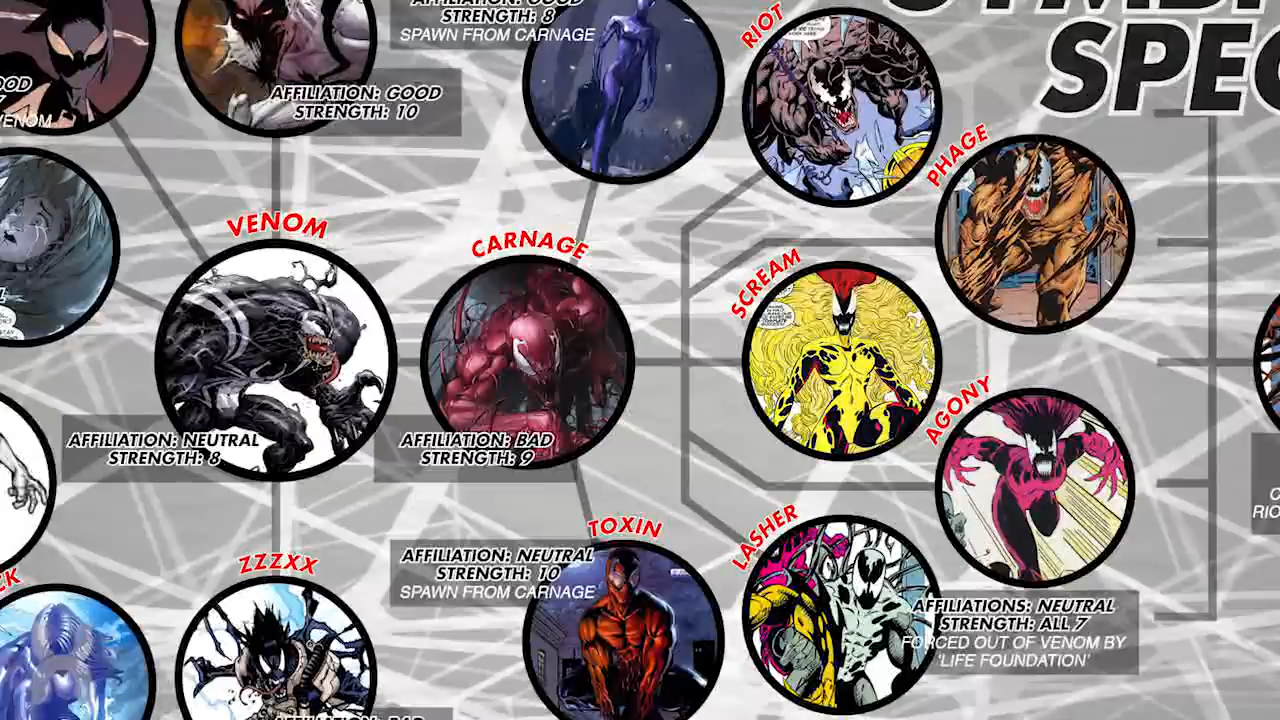 STRENGTH: 8
SPAWN FROM CARNAGE
RIOT
SPEC
AFFILIATION: GOOD
STRENGTH: 10
PHAGE
VENOM
VENOM
CARNAGE
SCREAM
AGONY
AFFILIATION: NEUTRAL
STRENGTH: 8
AFFILIATION: BAD
STRENGTH: 9
LASHER
TOXIN
AFFILIATION: NEUTRAL
STRENGTH: 10
SPAWN FROM CARNAGE
ZZZXX
AFFILIATIONS: NEUTRAL
STRENGTH: ALL 7
FORCED OUT OF VENOM BY
'LIFE FOUNDATION'